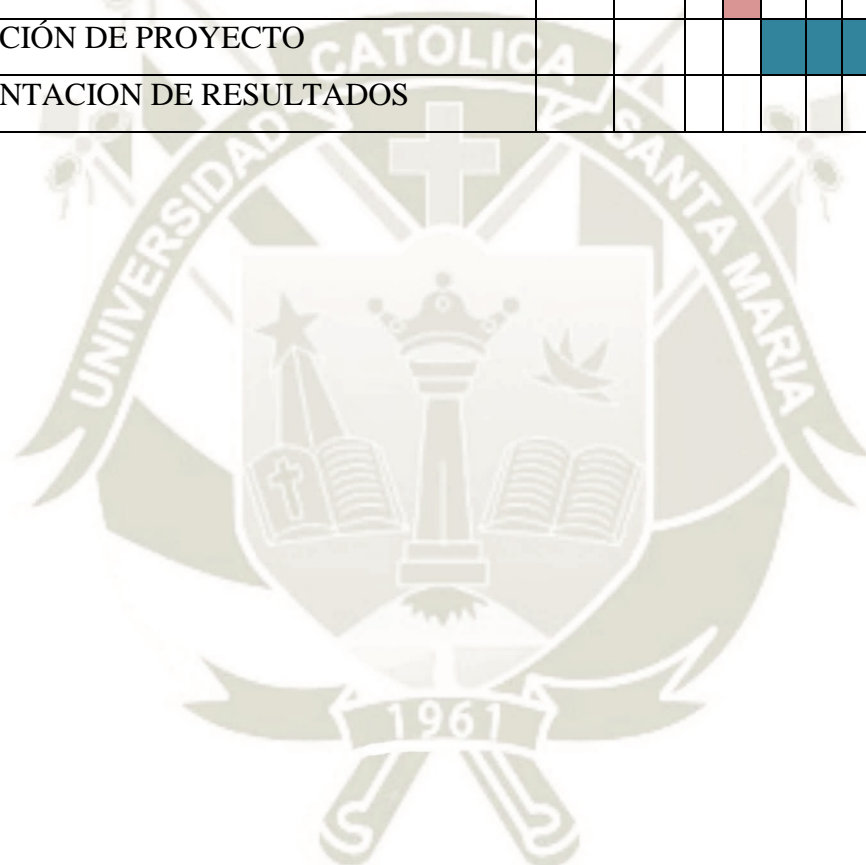 CIÓN DE PROYECTO
NTACION DE RESULTADOS
UNIVERSIDAD CATOLICA SANTA MARIA
1961